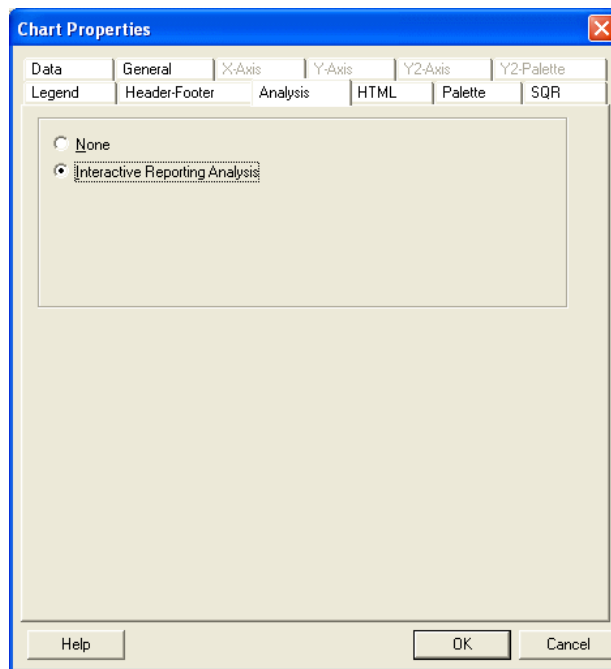 Chart Properties
Data General X-Axis Y-Axis Y2-Axis Y2-Palette
Legend Header-Footer Analysis HTML Palette SQR
None
Interactive Reporting Analysis
Help OK Cancel